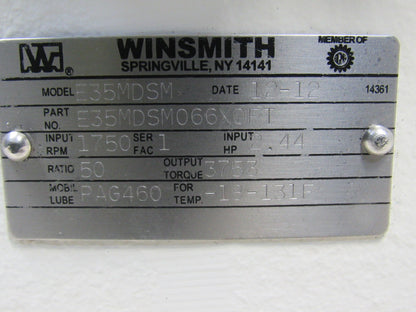 WINSMITH
MEMBER OF
SPRINGVILLE, NY 14141
MODEL E35MDSM DATE 12-12 14361
PART NO. E35MDSM066X0FT
INPUT RPM 1750 SER FAC 1 INPUT HP 2.44
RATIO 50 OUTPUT TORQUE 3753
MOBIL LUBE PAG460 FOR TEMP. -18-131F